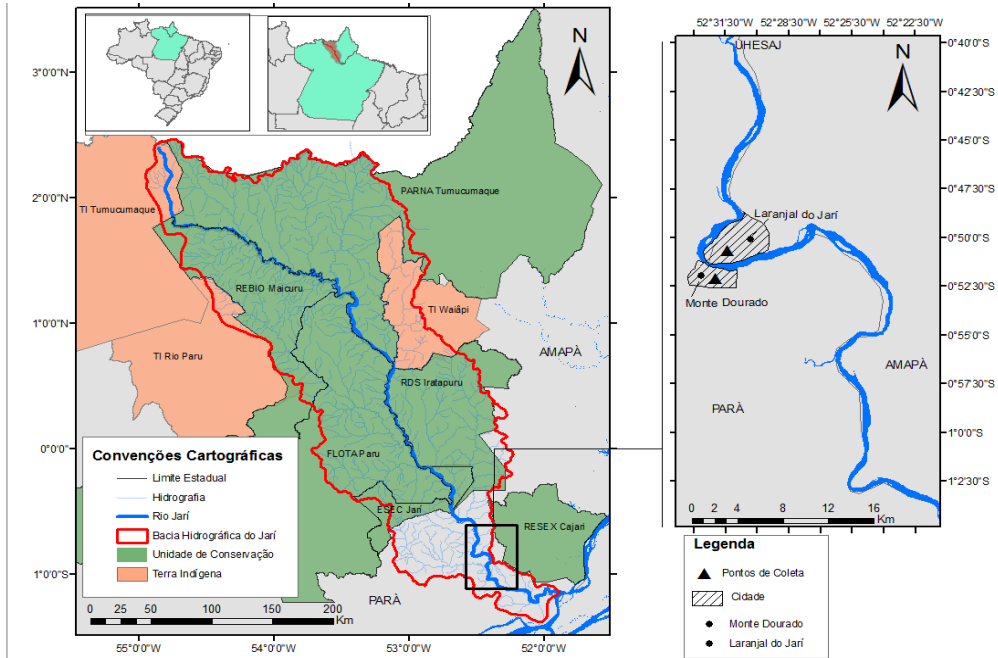 N
3°0'0"N
2°0'0"N
1°0'0"N
0°0'0"
1°0'0"S
PARNA Tumucumaque
TI Tumucumaque
REBIO Maicuru
TI Waiãpi
TI Rio Paru
AMAPÀ
RDS Iratapuru
FLOTA Paru
ESEC Jarí
RESEX Cajari
PARÀ
Convenções Cartográficas
Limite Estadual
Hidrografia
Rio Jarí
Bacia Hidrográfica do Jarí
Unidade de Conservação
Terra Indígena
0 25 50 100 150 200
Km
55°0'0"W 54°0'0"W 53°0'0"W 52°0'0"W
52°31'30"W 52°28'30"W 52°25'30"W 52°22'30"W
UHESAJ
N
0°40'0"S
0°42'30"S
0°45'0"S
0°47'30"S
0°50'0"S
0°52'30"S
0°55'0"S
0°57'30"S
1°0'0"S
1°2'30"S
Laranjal do Jarí
Monte Dourado
AMAPÀ
PARÀ
0 2 4 8 12 16
Km
Legenda
Pontos de Coleta
Cidade
Monte Dourado
Laranjal do Jarí